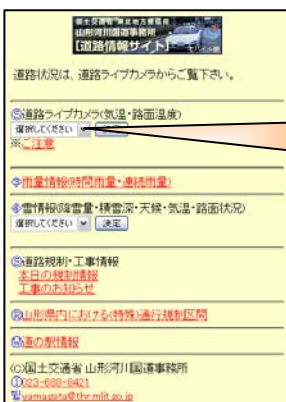 国土交通省 東北地方整備局
山形河川国道事務所
【道路情報サイト】
モバイル版
道路状況は、道路ライブカメラからご覧下さい。
道路ライブカメラ(気温・路面温度)
選択してください
※ご注意
雨量情報(時間雨量・連続雨量)
雪情報(降雪量・積雪深・天候・気温・路面状況)
選択してください 決定
道路規制・工事情報
本日の規制情報
工事のお知らせ
山形県内における(特殊)通行規制区間
道の駅情報
(C)国土交通省 山形河川国道事務所
023-688-8421
yamagata@thr.mlit.go.jp